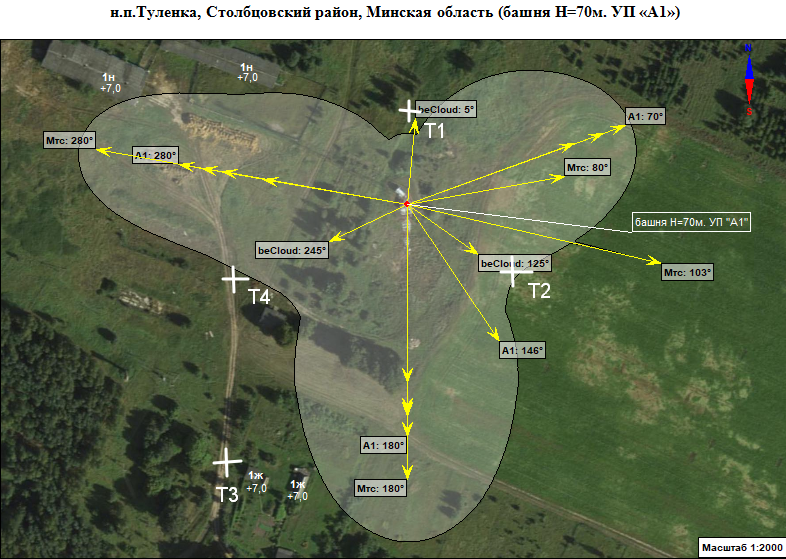 н.п.Туленка, Столбцовский район, Минская область (башня Н=70м. УП «А1»)
N
S
1н
+7,0
1н
+7,0
beCloud: 5°
T1
A1: 70°
Мтс: 280°
A1: 280°
Мтс: 80°
башня Н=70м. УП "А1"
beCloud: 245°
beCloud: 125°
Мтс: 103°
T2
T4
A1: 146°
A1: 180°
Мтс: 180°
T3
1ж
+7,0
1ж
+7,0
Масштаб 1:2000